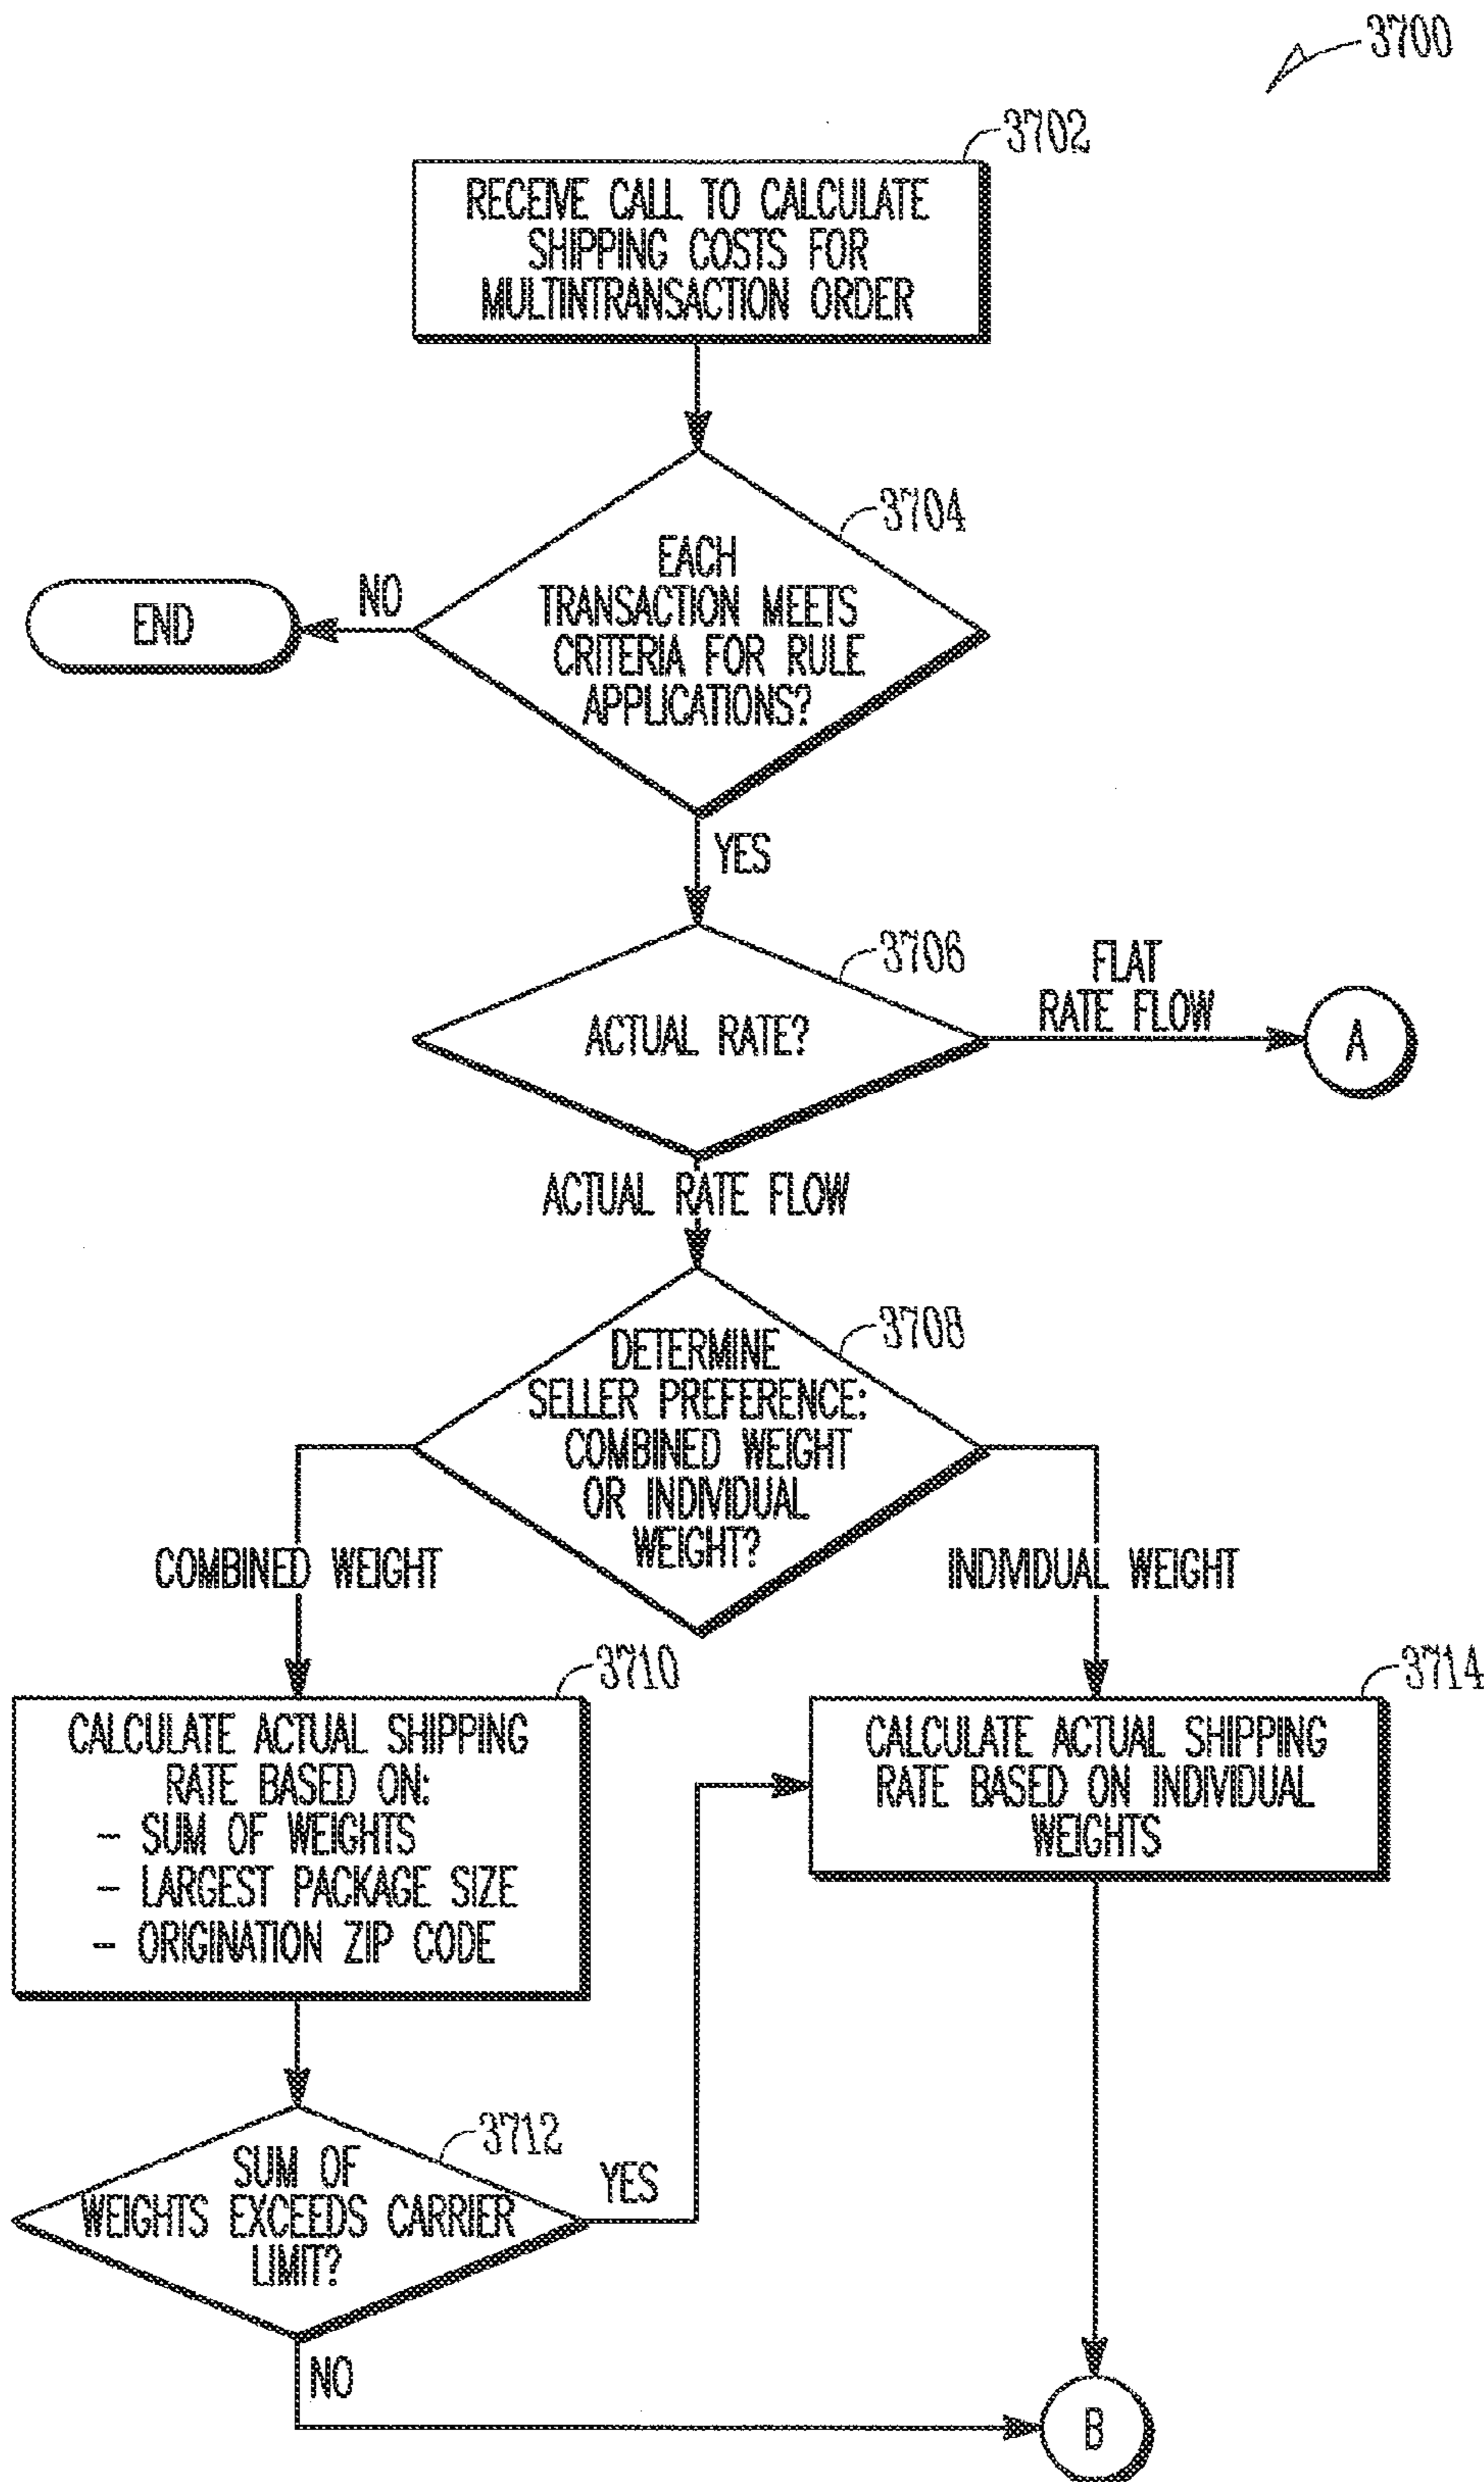 3700
3702
RECEIVE CALL TO CALCULATE
SHIPPING COSTS FOR
MULTINTRANSACTION ORDER
3704
EACH
TRANSACTION MEETS
CRITERIA FOR RULE
APPLICATIONS?
NO
END
YES
3706
ACTUAL RATE?
FLAT
RATE FLOW
A
ACTUAL RATE FLOW
3708
DETERMINE
SELLER PREFERENCE:
COMBINED WEIGHT
OR INDIVIDUAL
WEIGHT?
COMBINED WEIGHT
INDIVIDUAL WEIGHT
3710
CALCULATE ACTUAL SHIPPING
RATE BASED ON:
- SUM OF WEIGHTS
- LARGEST PACKAGE SIZE
- ORIGINATION ZIP CODE
3714
CALCULATE ACTUAL SHIPPING
RATE BASED ON INDIVIDUAL
WEIGHTS
3712
SUM OF
WEIGHTS EXCEEDS CARRIER
LIMIT?
YES
NO
B